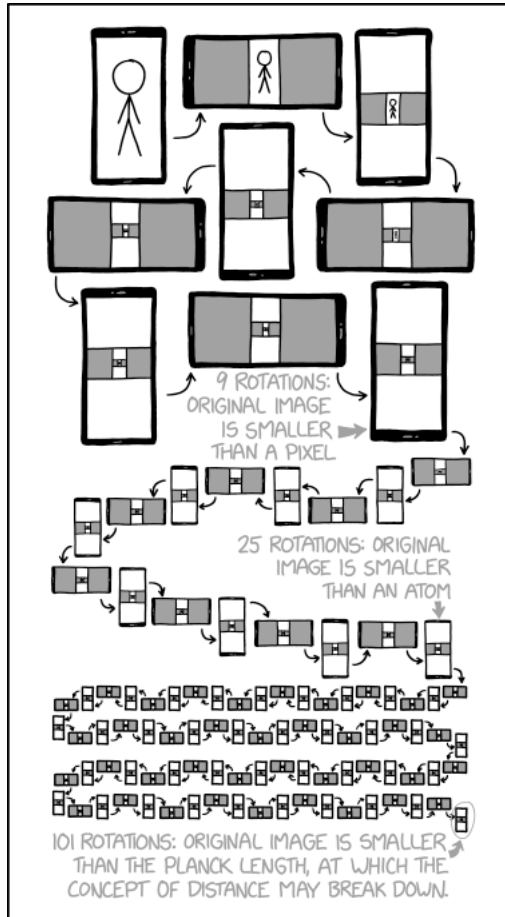 9 ROTATIONS:
ORIGINAL IMAGE
IS SMALLER
THAN A PIXEL
25 ROTATIONS: ORIGINAL
IMAGE IS SMALLER
THAN AN ATOM
101 ROTATIONS: ORIGINAL IMAGE IS SMALLER
THAN THE PLANCK LENGTH, AT WHICH THE
CONCEPT OF DISTANCE MAY BREAK DOWN.